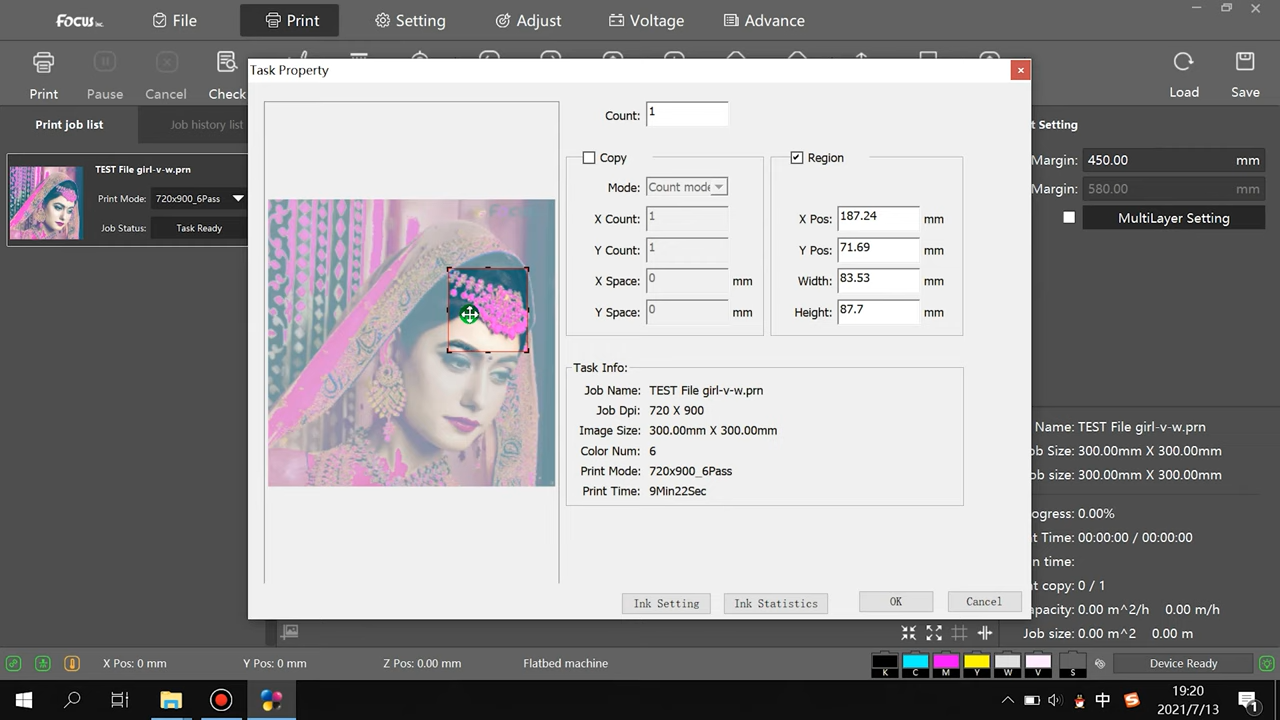 Focus Inc.
File
Print
Setting
Adjust
Voltage
Advance
Print
Pause
Cancel
Check
Load
Save
Task Property
Print job list
Job history list
TEST File girl-v-w.prn
Print Mode: 720x900_6Pass
Job Status: Task Ready
Count: 1
Copy
Mode: Count mode
X Count: 1
Y Count: 1
X Space: 0 mm
Y Space: 0 mm
Region
X Pos: 187.24 mm
Y Pos: 71.69 mm
Width: 83.53 mm
Height: 87.7 mm
Task Info:
Job Name: TEST File girl-v-w.prn
Job Dpi: 720 X 900
Image Size: 300.00mm X 300.00mm
Color Num: 6
Print Mode: 720x900_6Pass
Print Time: 9Min22Sec
Ink Setting
Ink Statistics
OK
Cancel
t Setting
Margin: 450.00 mm
Margin: 580.00 mm
MultiLayer Setting
Name: TEST File girl-v-w.prn
ob Size: 300.00mm X 300.00mm
ob Size: 300.00mm X 300.00mm
rogress: 0.00%
nt Time: 00:00:00 / 00:00:00
n time:
nt copy: 0 / 1
apacity: 0.00 m^2/h 0.00 m/h
Job size: 0.00 m^2 0.00 m
X Pos: 0 mm
Y Pos: 0 mm
Z Pos: 0.00 mm
Flatbed machine
K
C
M
Y
W
V
S
Device Ready
中
19:20
2021/7/13
1